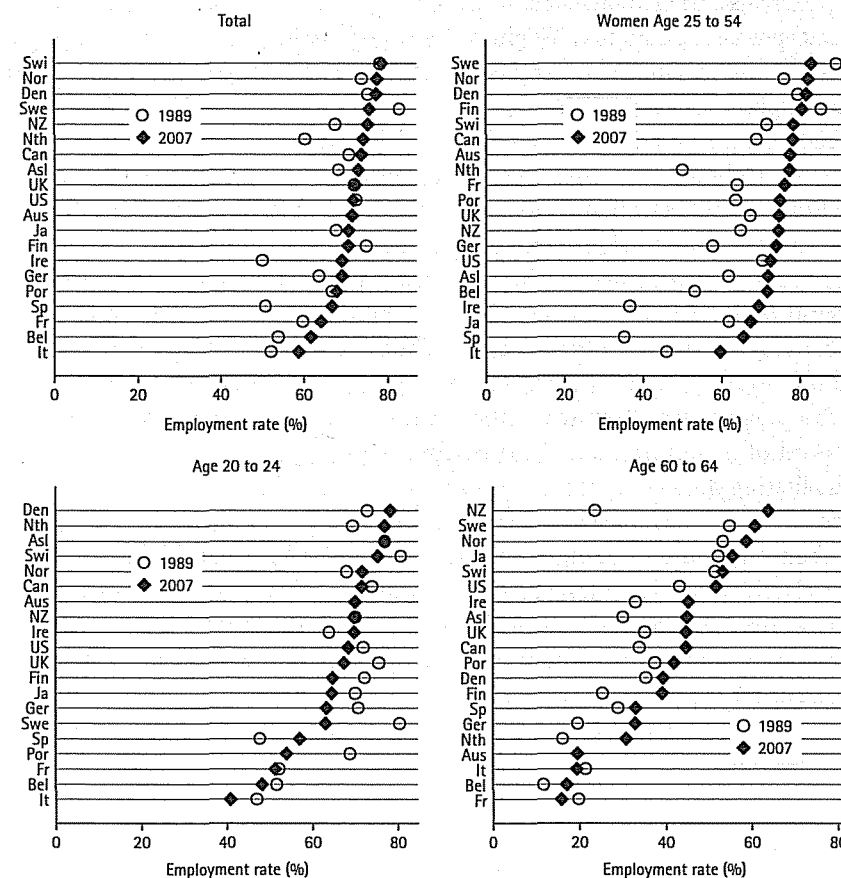 Total
Swi
Nor
Den
Swe
NZ
Nth
Can
Asl
UK
US
Aus
Ja
Fin
Ire
Ger
Por
Sp
Fr
Bel
It
1989
2007
0 20 40 60 80
Employment rate (%)
Women Age 25 to 54
Swe
Nor
Den
Fin
Swi
Can
Aus
Nth
Fr
Por
UK
NZ
Ger
US
Asl
Bel
Ire
Ja
Sp
It
1989
2007
0 20 40 60 80
Employment rate (%)
Age 20 to 24
Den
Nth
Asl
Swi
Nor
Can
Aus
NZ
Ire
US
UK
Fin
Ja
Ger
Swe
Sp
Por
Fr
Bel
It
1989
2007
0 20 40 60 80
Employment rate (%)
Age 60 to 64
NZ
Swe
Nor
Ja
Swi
US
Ire
Asl
UK
Can
Por
Den
Fin
Sp
Ger
Nth
Aus
It
Bel
Fr
1989
2007
0 20 40 60 80
Employment rate (%)